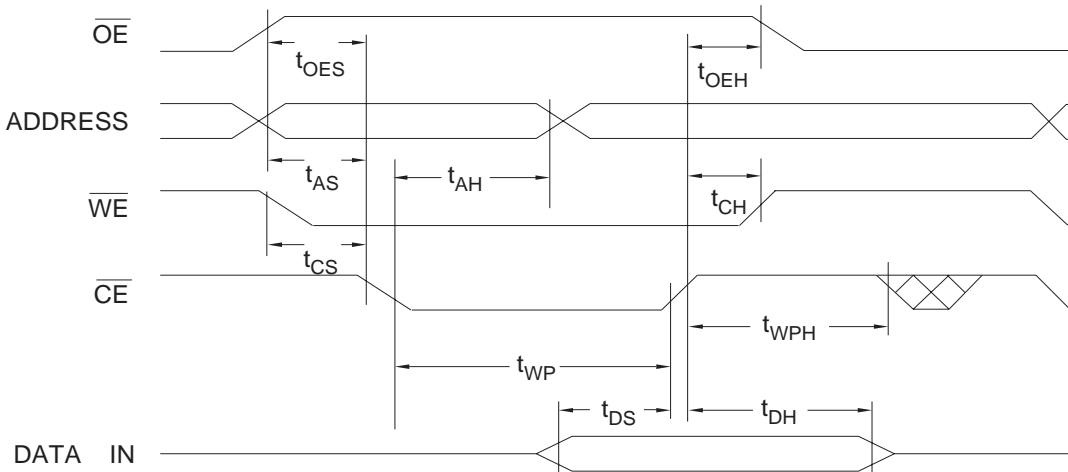 OE
tOES
tOEH
ADDRESS
tAS
tAH
WE
tCH
tCS
CE
tWPH
tWP
tDS
tDH
DATA IN